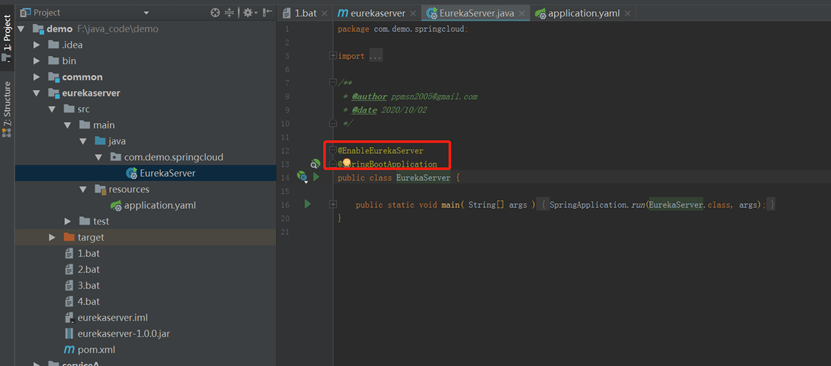 Project
1.bat
eurekaserver
EurekaServer.java
application.yaml
1: Project
7: Structure
demo F:\java_code\demo
.idea
bin
common
eurekaserver
src
main
java
com.demo.springcloud
EurekaServer
resources
application.yaml
test
target
1.bat
2.bat
3.bat
4.bat
eurekaserver.iml
eurekaserver-1.0.0.jar
pom.xml
serviceA
1 package com.demo.springcloud;
2
3 import ...
6
7 /**
8 * @author ppmsn2005@gmail.com
9 * @date 2020/10/02
10 */
11
12 @EnableEurekaServer
13 @SpringBootApplication
14 public class EurekaServer {
15
16 public static void main( String[] args ) { SpringApplication.run(EurekaServer.class, args); }
20 }
21